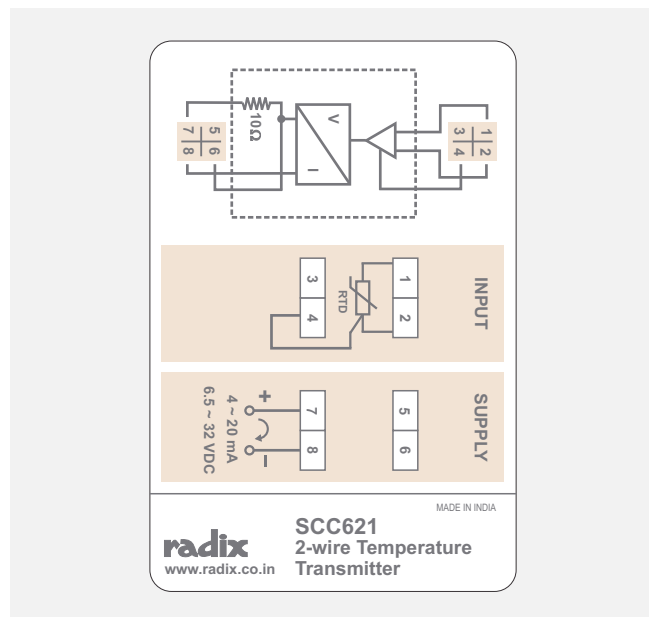 10Ω
V
I
5 6
7 8
1 2
3 4
INPUT
1 2
3 4
RTD
SUPPLY
5 6
7 8
+
–
4 ~ 20 mA
6.5 ~ 32 VDC
MADE IN INDIA
radix
www.radix.co.in
SCC621
2-wire Temperature
Transmitter